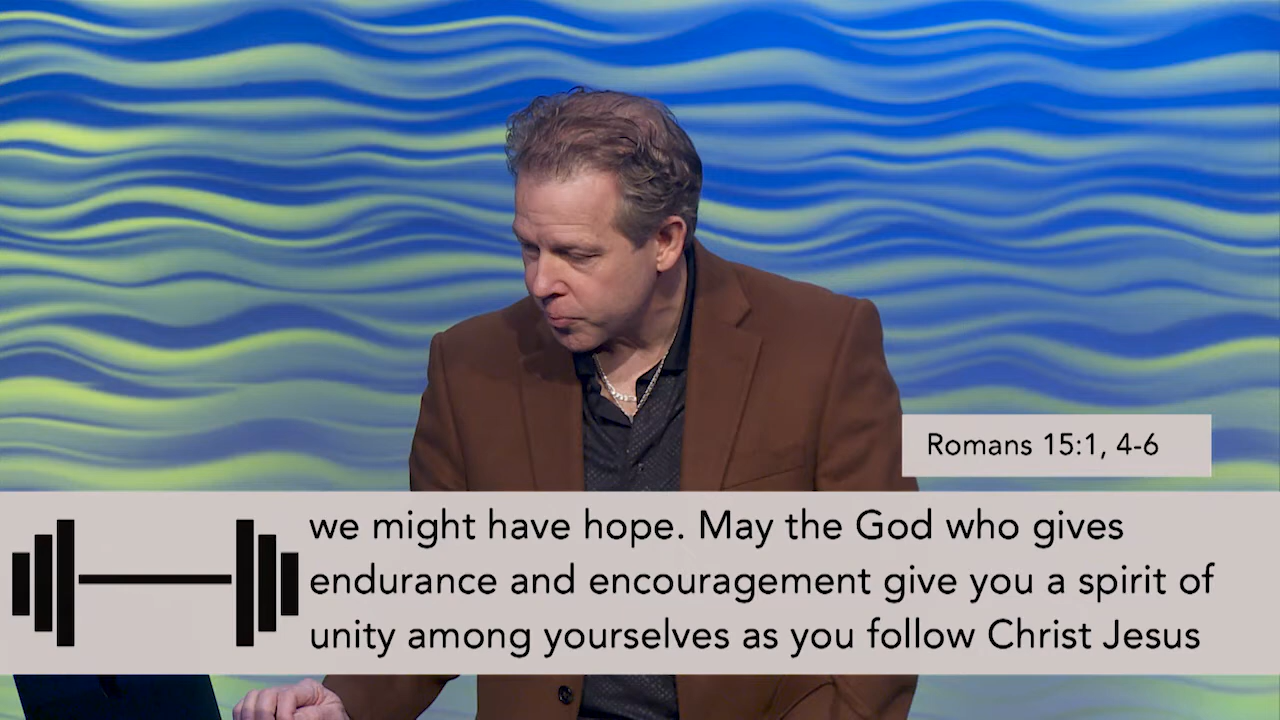 Romans 15:1, 4-6
we might have hope. May the God who gives
endurance and encouragement give you a spirit of
unity among yourselves as you follow Christ Jesus